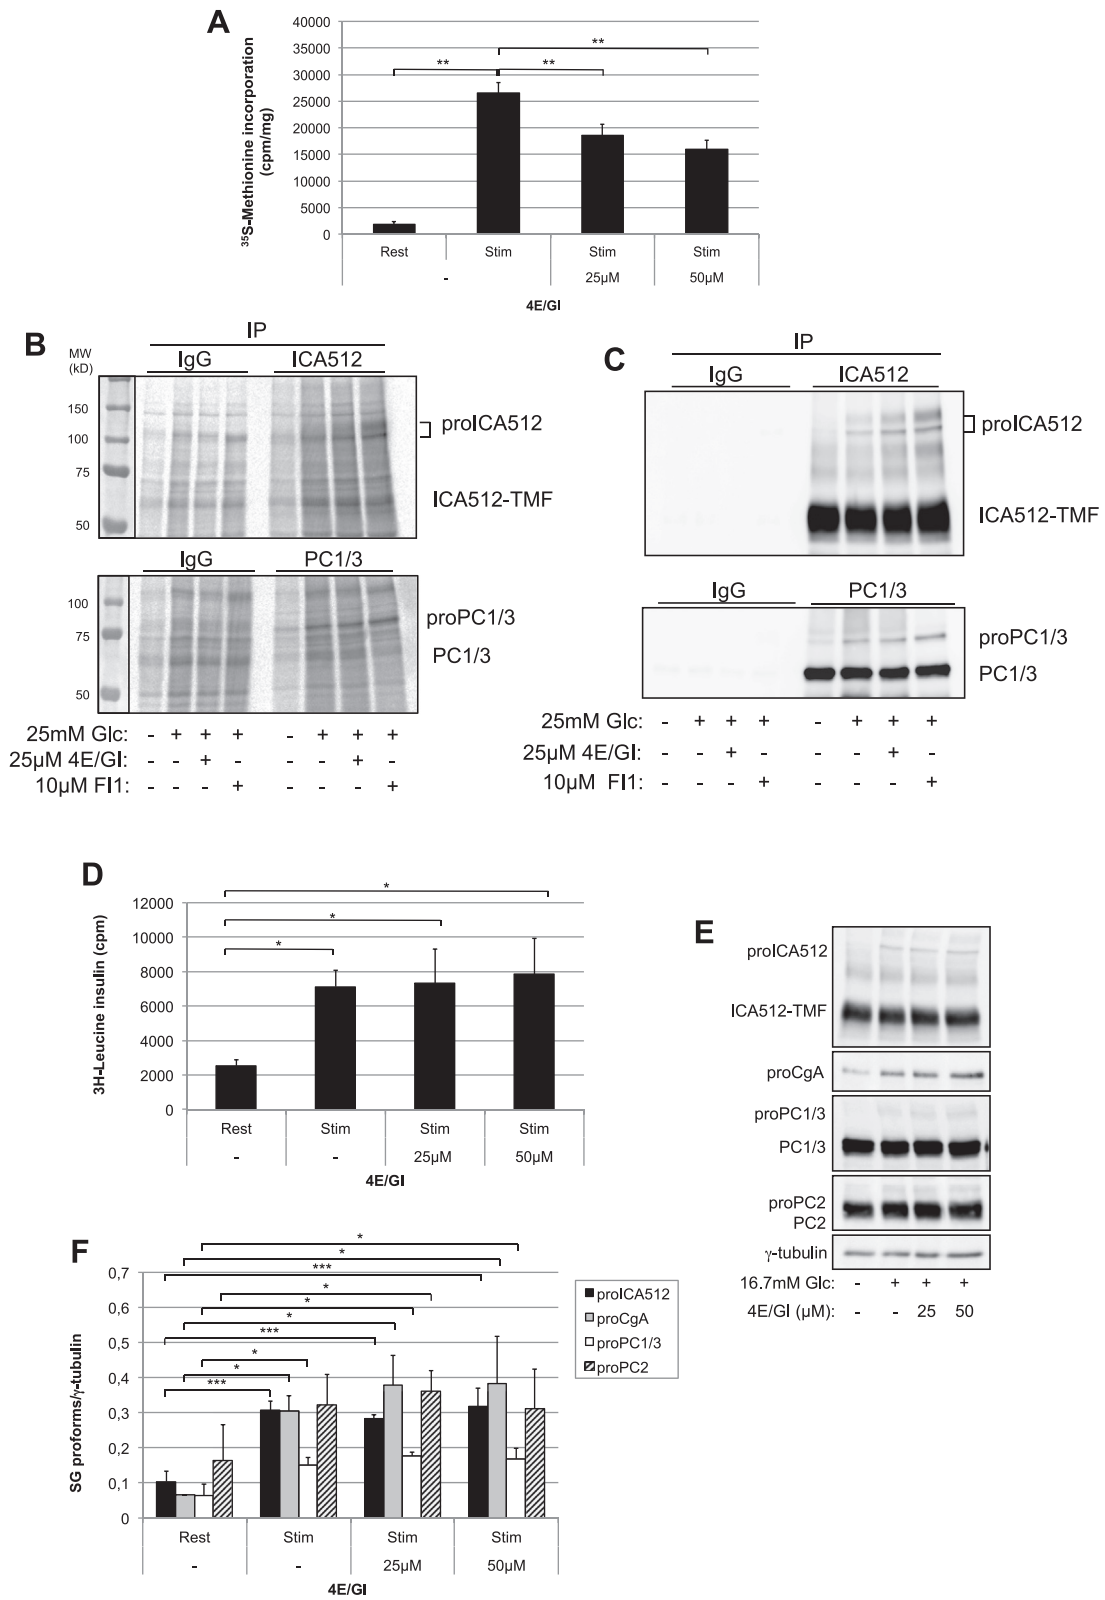 A
40000
35000
30000
25000
20000
15000
10000
5000
0
35S-Methionine incorporation
(cpm/mg)
** ** **
Rest Stim Stim Stim
- 25µM 50µM
4E/GI
B
IP
MW
(kD)
IgG ICA512
150
100
75
50
proICA512
ICA512-TMF
IgG PC1/3
100
75
50
proPC1/3
PC1/3
25mM Glc: - + + + - + + +
25µM 4E/GI: - - + - - - + -
10µM FI1: - - - + - - - +
C
IP
IgG ICA512
proICA512
ICA512-TMF
IgG PC1/3
proPC1/3
PC1/3
25mM Glc: - + + + - + + +
25µM 4E/GI: - - + - - - + -
10µM FI1: - - - + - - - +
D
12000
10000
8000
6000
4000
2000
0
3H-Leucine insulin (cpm)
* * *
Rest Stim Stim Stim
- - 25µM 50µM
4E/GI
E
proICA512
ICA512-TMF
proCgA
proPC1/3
PC1/3
proPC2
PC2
γ-tubulin
16.7mM Glc: - + + +
4E/GI (µM): - - 25 50
F
0,7
0,6
0,5
0,4
0,3
0,2
0,1
0
SG proforms/γ-tubulin
*
*
***
*
*
*
***
*
*
***
proICA512
proCgA
proPC1/3
proPC2
Rest Stim Stim Stim
- - 25µM 50µM
4E/GI